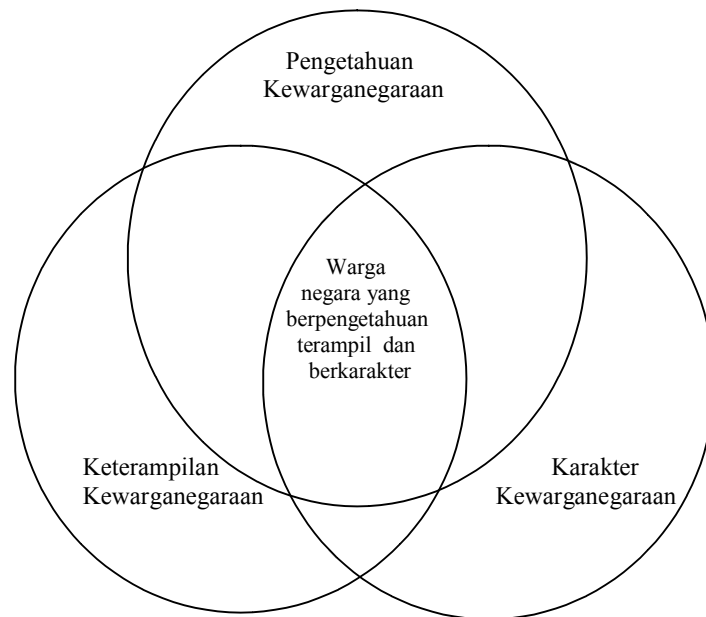 Pengetahuan
Kewarganegaraan
Warga
negara yang
berpengetahuan
terampil dan
berkarakter
Keterampilan
Kewarganegaraan
Karakter
Kewarganegaraan